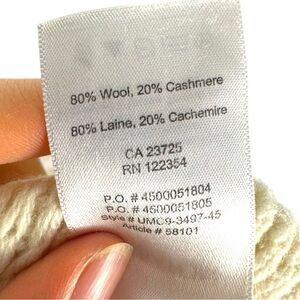 80% Wool, 20% Cashmere
80% Laine, 20% Cachemire
CA 23725
RN 122354
P.O. # 4500051804
P.O. # 4500051805
Style # UMC9-3497-45
Article # 58101